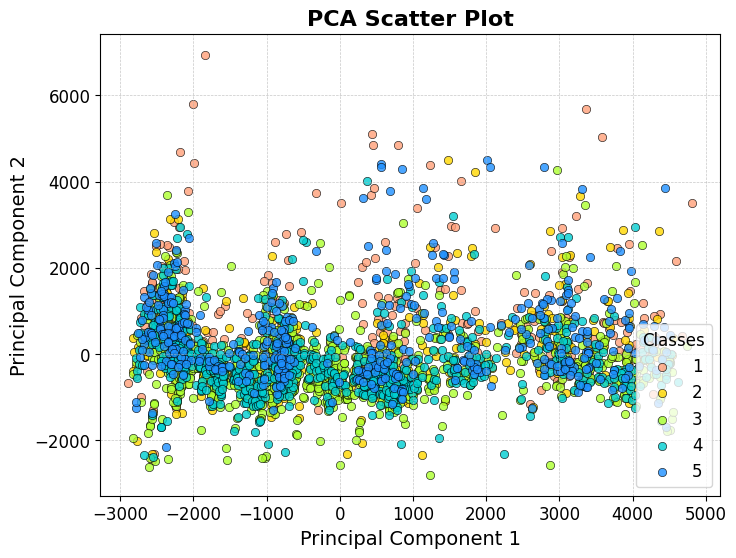 PCA Scatter Plot
Principal Component 2
6000
4000
2000
0
−2000
Classes
1
2
3
4
5
−3000 −2000 −1000 0 1000 2000 3000 4000 5000
Principal Component 1